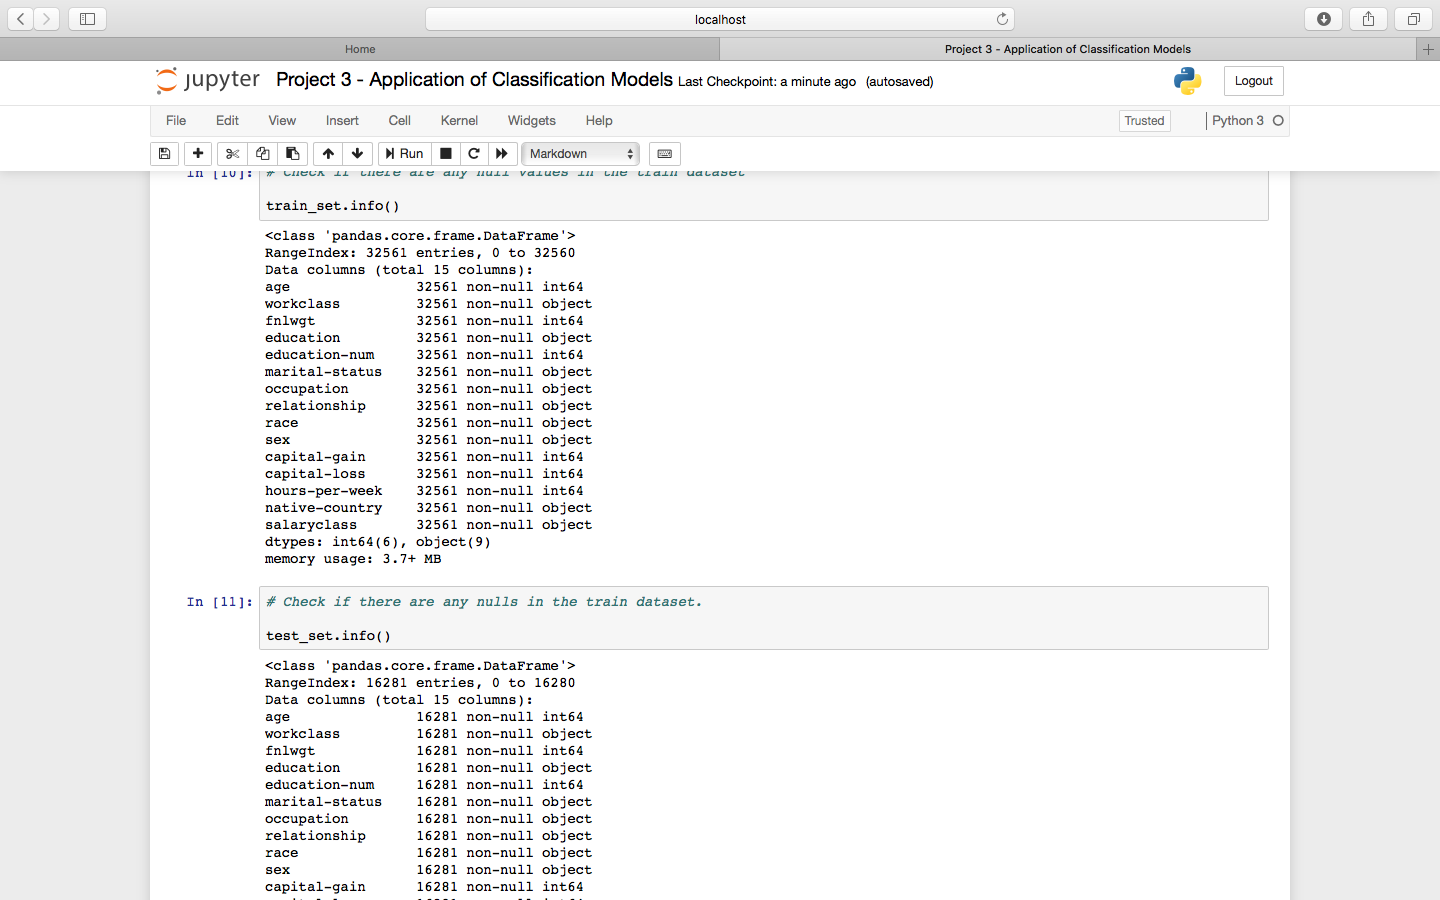 localhost
Home
Project 3 - Application of Classification Models
jupyter Project 3 - Application of Classification Models Last Checkpoint: a minute ago (autosaved)
Logout
File Edit View Insert Cell Kernel Widgets Help
Trusted
Python 3
Run
Markdown
In [10]: # Check if there are any null values in the train dataset
train_set.info()
<class 'pandas.core.frame.DataFrame'>
RangeIndex: 32561 entries, 0 to 32560
Data columns (total 15 columns):
age 32561 non-null int64
workclass 32561 non-null object
fnlwgt 32561 non-null int64
education 32561 non-null object
education-num 32561 non-null int64
marital-status 32561 non-null object
occupation 32561 non-null object
relationship 32561 non-null object
race 32561 non-null object
sex 32561 non-null object
capital-gain 32561 non-null int64
capital-loss 32561 non-null int64
hours-per-week 32561 non-null int64
native-country 32561 non-null object
salaryclass 32561 non-null object
dtypes: int64(6), object(9)
memory usage: 3.7+ MB
In [11]: # Check if there are any nulls in the train dataset.
test_set.info()
<class 'pandas.core.frame.DataFrame'>
RangeIndex: 16281 entries, 0 to 16280
Data columns (total 15 columns):
age 16281 non-null int64
workclass 16281 non-null object
fnlwgt 16281 non-null int64
education 16281 non-null object
education-num 16281 non-null int64
marital-status 16281 non-null object
occupation 16281 non-null object
relationship 16281 non-null object
race 16281 non-null object
sex 16281 non-null object
capital-gain 16281 non-null int64